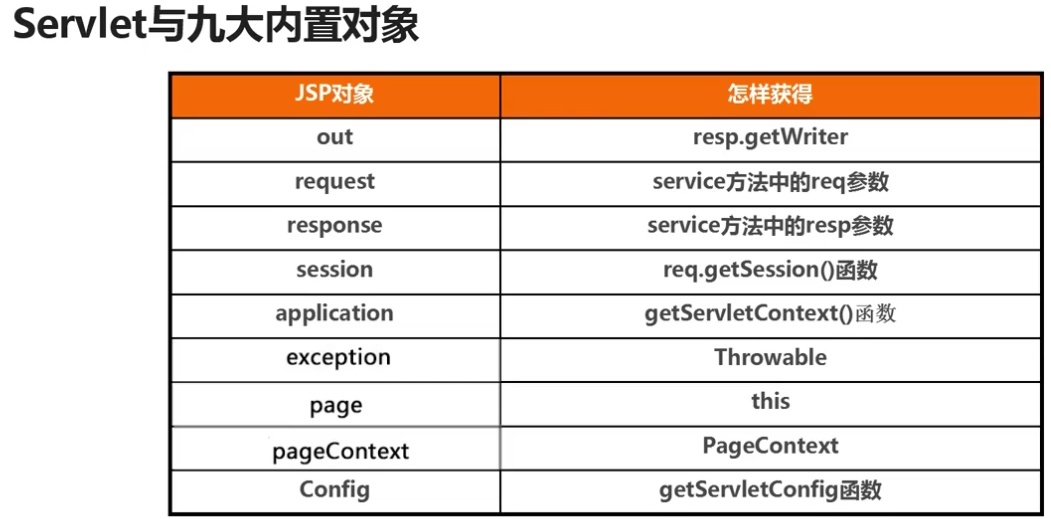 Servlet与九大内置对象
JSP对象 怎样获得
out resp.getWriter
request service方法中的req参数
response service方法中的resp参数
session req.getSession()函数
application getServletContext()函数
exception Throwable
page this
pageContext PageContext
Config getServletConfig函数